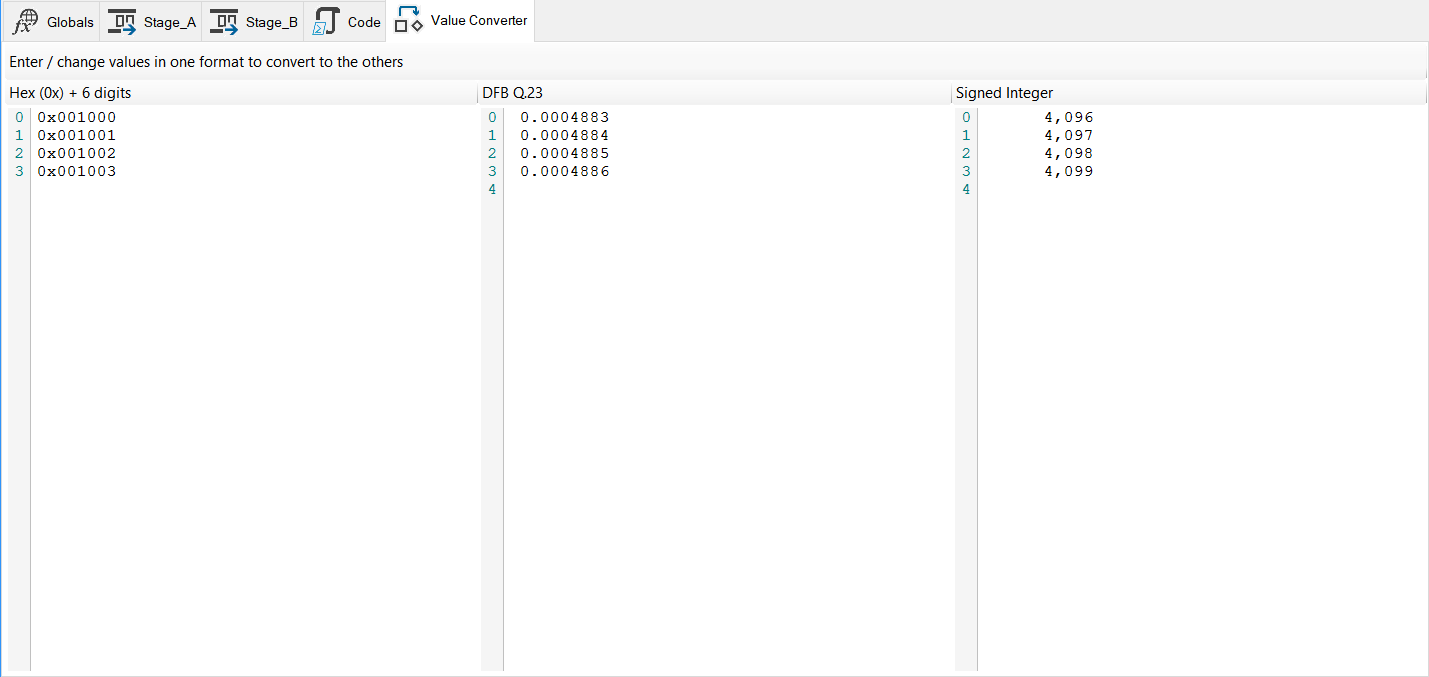 Globals Stage_A Stage_B Code Value Converter
Enter / change values in one format to convert to the others
Hex (0x) + 6 digits DFB Q.23 Signed Integer
0 0x001000 0 0.0004883 0 4,096
1 0x001001 1 0.0004884 1 4,097
2 0x001002 2 0.0004885 2 4,098
3 0x001003 3 0.0004886 3 4,099
4 4